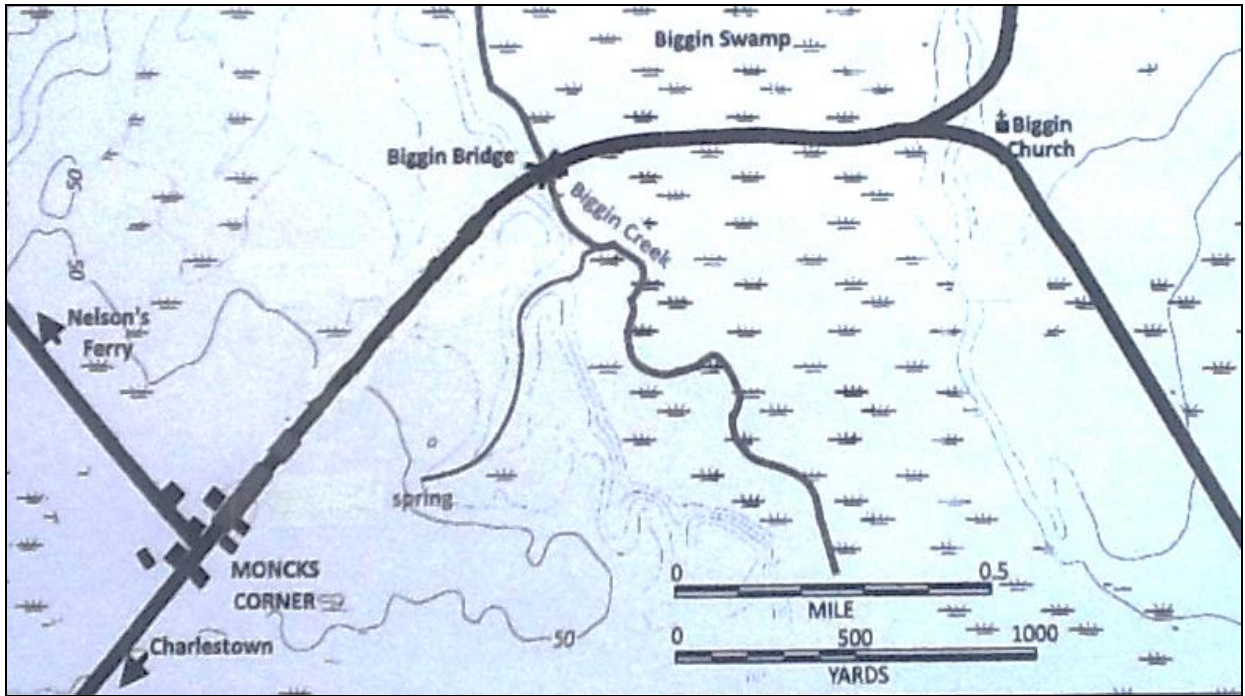 Biggin Swamp
Biggin Bridge
Biggin
Church
Biggin Creek
50
50
Nelson's
Ferry
spring
MONCKS
CORNER
Charlestown
50
0 0.5
MILE
0 500 1000
YARDS